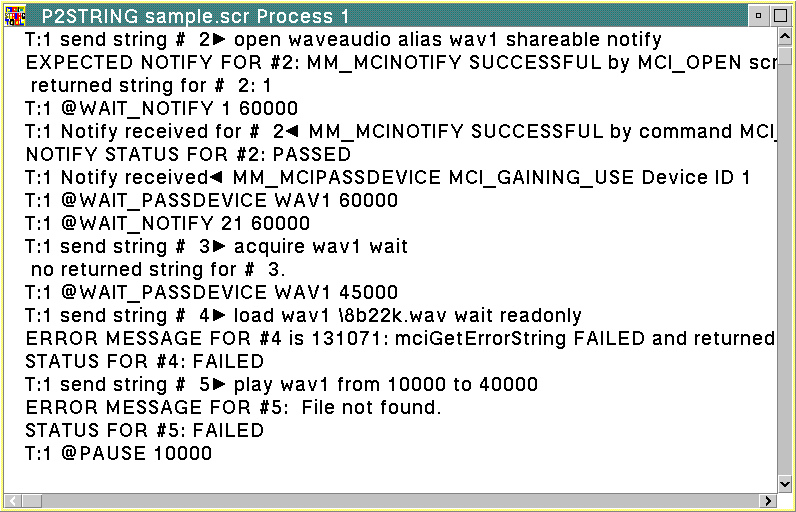 P2STRING sample.scr Process 1
T:1 send string #  2► open waveaudio alias wav1 shareable notify
EXPECTED NOTIFY FOR #2: MM_MCINOTIFY SUCCESSFUL by MCI_OPEN scr
 returned string for #  2: 1
T:1 @WAIT_NOTIFY 1 60000
T:1 Notify received for #  2◄ MM_MCINOTIFY SUCCESSFUL by command MCI_
NOTIFY STATUS FOR #2: PASSED
T:1 Notify received◄ MM_MCIPASSDEVICE MCI_GAINING_USE Device ID 1
T:1 @WAIT_PASSDEVICE WAV1 60000
T:1 @WAIT_NOTIFY 21 60000
T:1 send string #  3► acquire wav1 wait
 no returned string for #  3.
T:1 @WAIT_PASSDEVICE WAV1 45000
T:1 send string #  4► load wav1 \8b22k.wav wait readonly
ERROR MESSAGE FOR #4 is 131071: mciGetErrorString FAILED and returned
STATUS FOR #4: FAILED
T:1 send string #  5► play wav1 from 10000 to 40000
ERROR MESSAGE FOR #5:  File not found.
STATUS FOR #5: FAILED
T:1 @PAUSE 10000